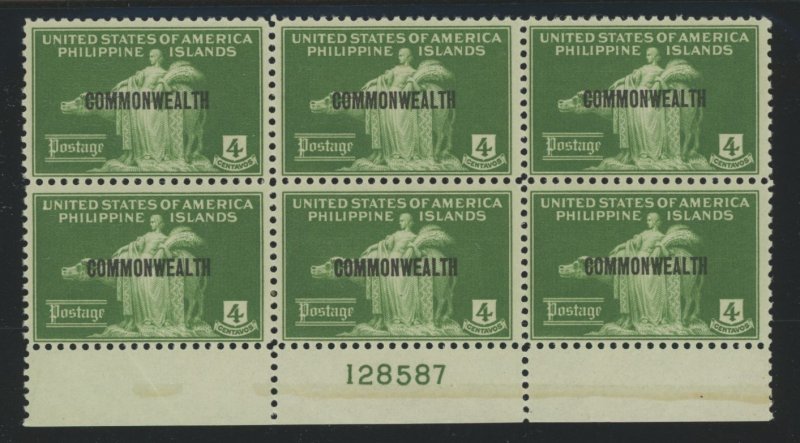 UNITED STATES OF AMERICA
PHILIPPINE ISLANDS
COMMONWEALTH
Postage
4
CENTAVOS
UNITED STATES OF AMERICA
PHILIPPINE ISLANDS
COMMONWEALTH
Postage
4
CENTAVOS
UNITED STATES OF AMERICA
PHILIPPINE ISLANDS
COMMONWEALTH
Postage
4
CENTAVOS
UNITED STATES OF AMERICA
PHILIPPINE ISLANDS
COMMONWEALTH
Postage
4
CENTAVOS
UNITED STATES OF AMERICA
PHILIPPINE ISLANDS
COMMONWEALTH
Postage
4
CENTAVOS
UNITED STATES OF AMERICA
PHILIPPINE ISLANDS
COMMONWEALTH
Postage
4
CENTAVOS
128587